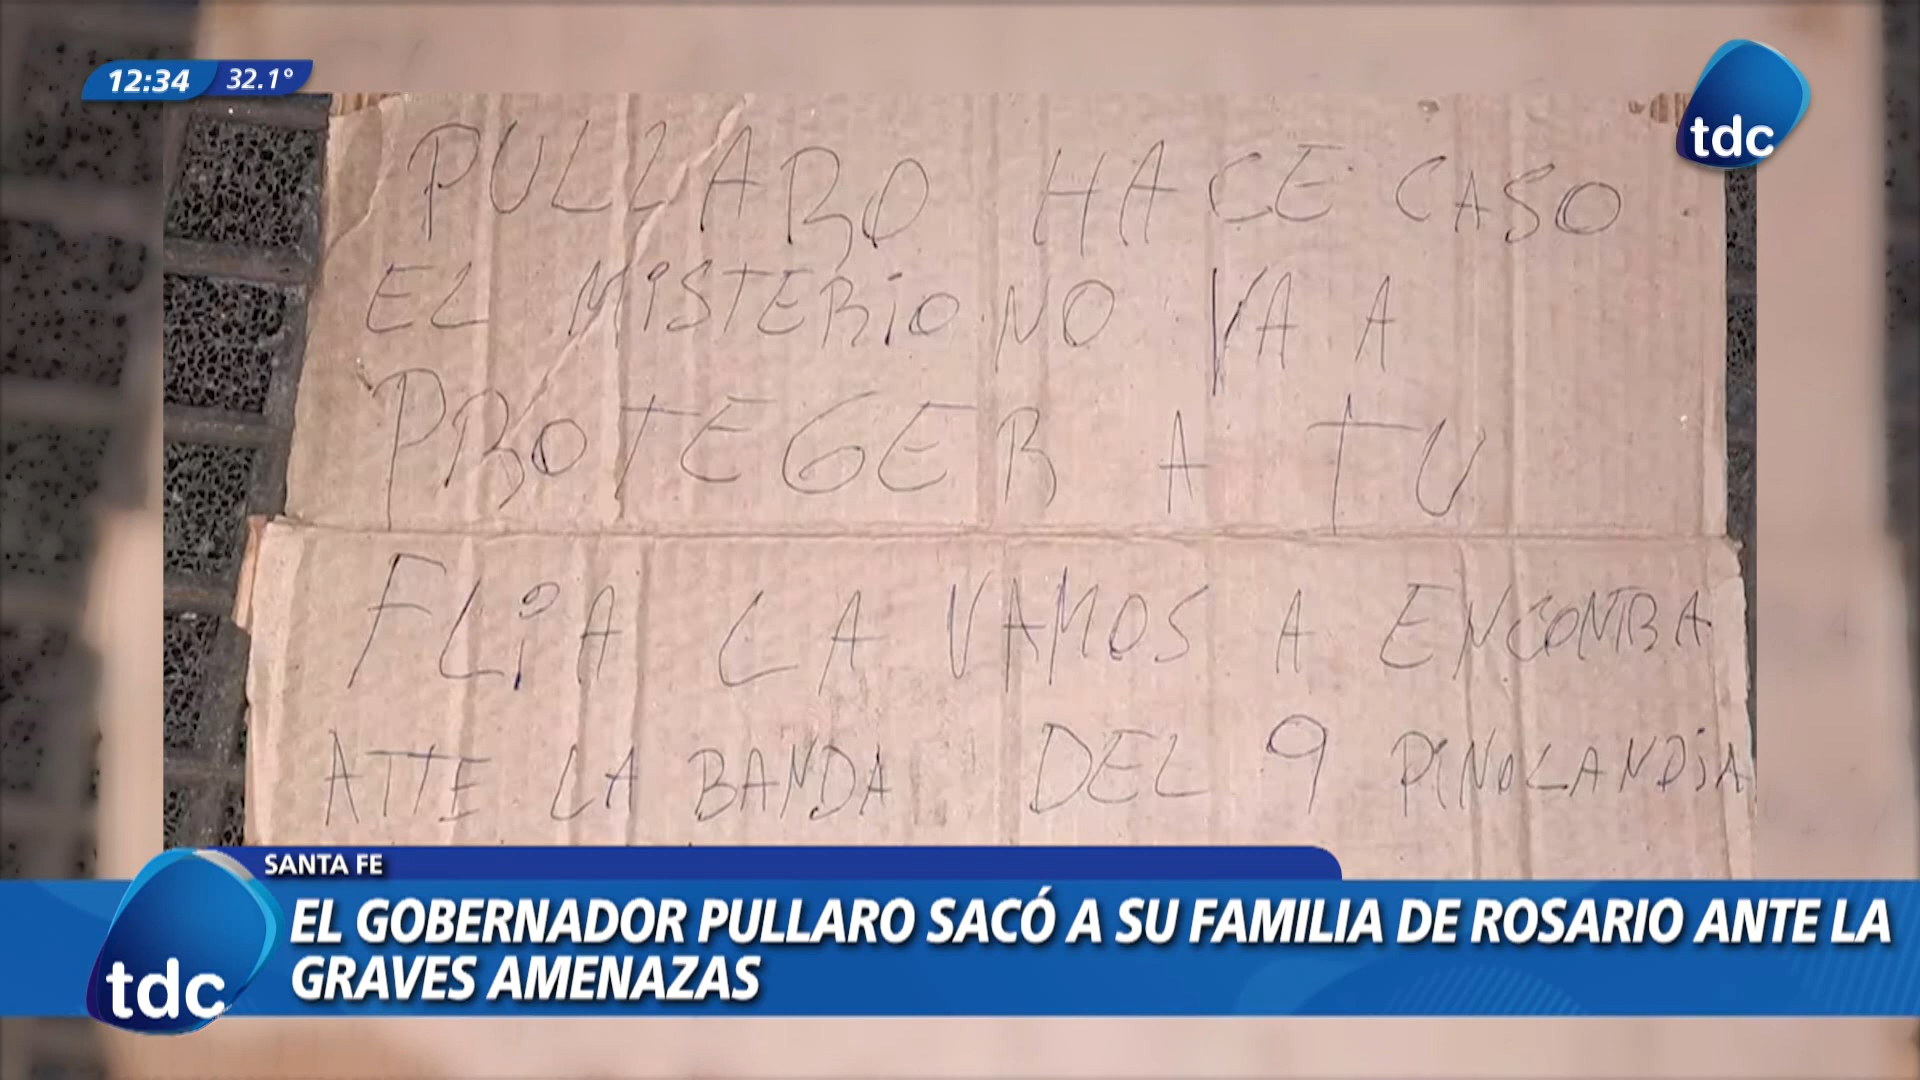 12:34 32.1°
tdc
PULLARO HACE CASO
EL MiSTERiO NO VA A
PROTEGER A TU
FLiA LA VAMOS A ENCONTRA
ATTE LA BANDA DEL 9 PINOLANDiA
SANTA FE
EL GOBERNADOR PULLARO SACÓ A SU FAMILIA DE ROSARIO ANTE LA
GRAVES AMENAZAS
tdc